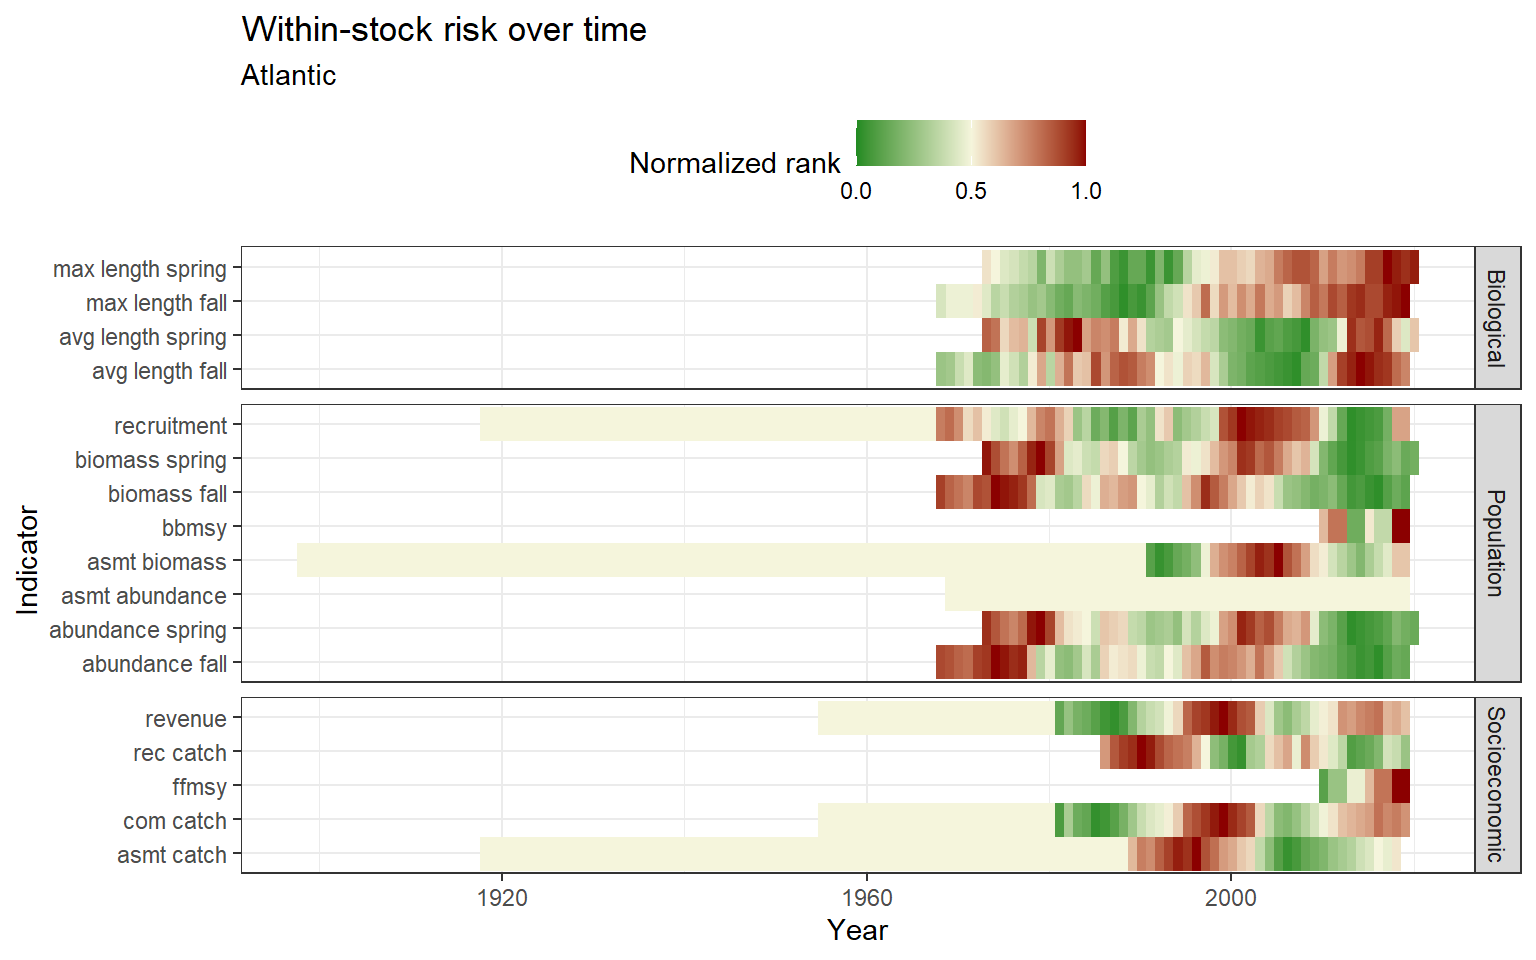 Within-stock risk over time
Atlantic
Normalized rank
0.0 0.5 1.0
max length spring
max length fall
avg length spring
avg length fall
Biological
recruitment
biomass spring
biomass fall
bbmsy
asmt biomass
asmt abundance
abundance spring
abundance fall
Population
revenue
rec catch
ffmsy
com catch
asmt catch
Socioeconomic
Indicator
1920 1960 2000
Year